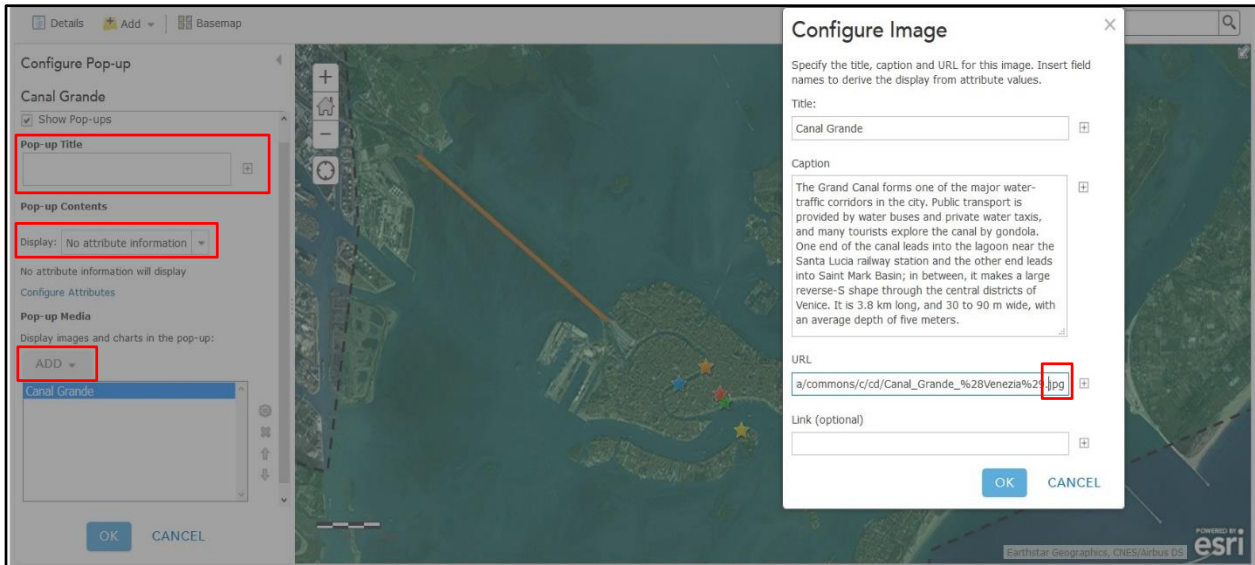 Details
Add
Basemap
Configure Pop-up
Canal Grande
Show Pop-ups
Pop-up Title
Pop-up Contents
Display: No attribute information
No attribute information will display
Configure Attributes
Pop-up Media
Display images and charts in the pop-up:
ADD
Canal Grande
OK CANCEL
Configure Image
Specify the title, caption and URL for this image. Insert field
names to derive the display from attribute values.
Title:
Canal Grande
Caption
The Grand Canal forms one of the major water-
traffic corridors in the city. Public transport is
provided by water buses and private water taxis,
and many tourists explore the canal by gondola.
One end of the canal leads into the lagoon near the
Santa Lucia railway station and the other end leads
into Saint Mark Basin; in between, it makes a large
reverse-S shape through the central districts of
Venice. It is 3.8 km long, and 30 to 90 m wide, with
an average depth of five meters.
URL
a/commons/c/cd/Canal_Grande_%28Venezia%29.jpg
Link (optional)
OK CANCEL
Earthstar Geographics, CNES/Airbus DS
POWERED BY
esri